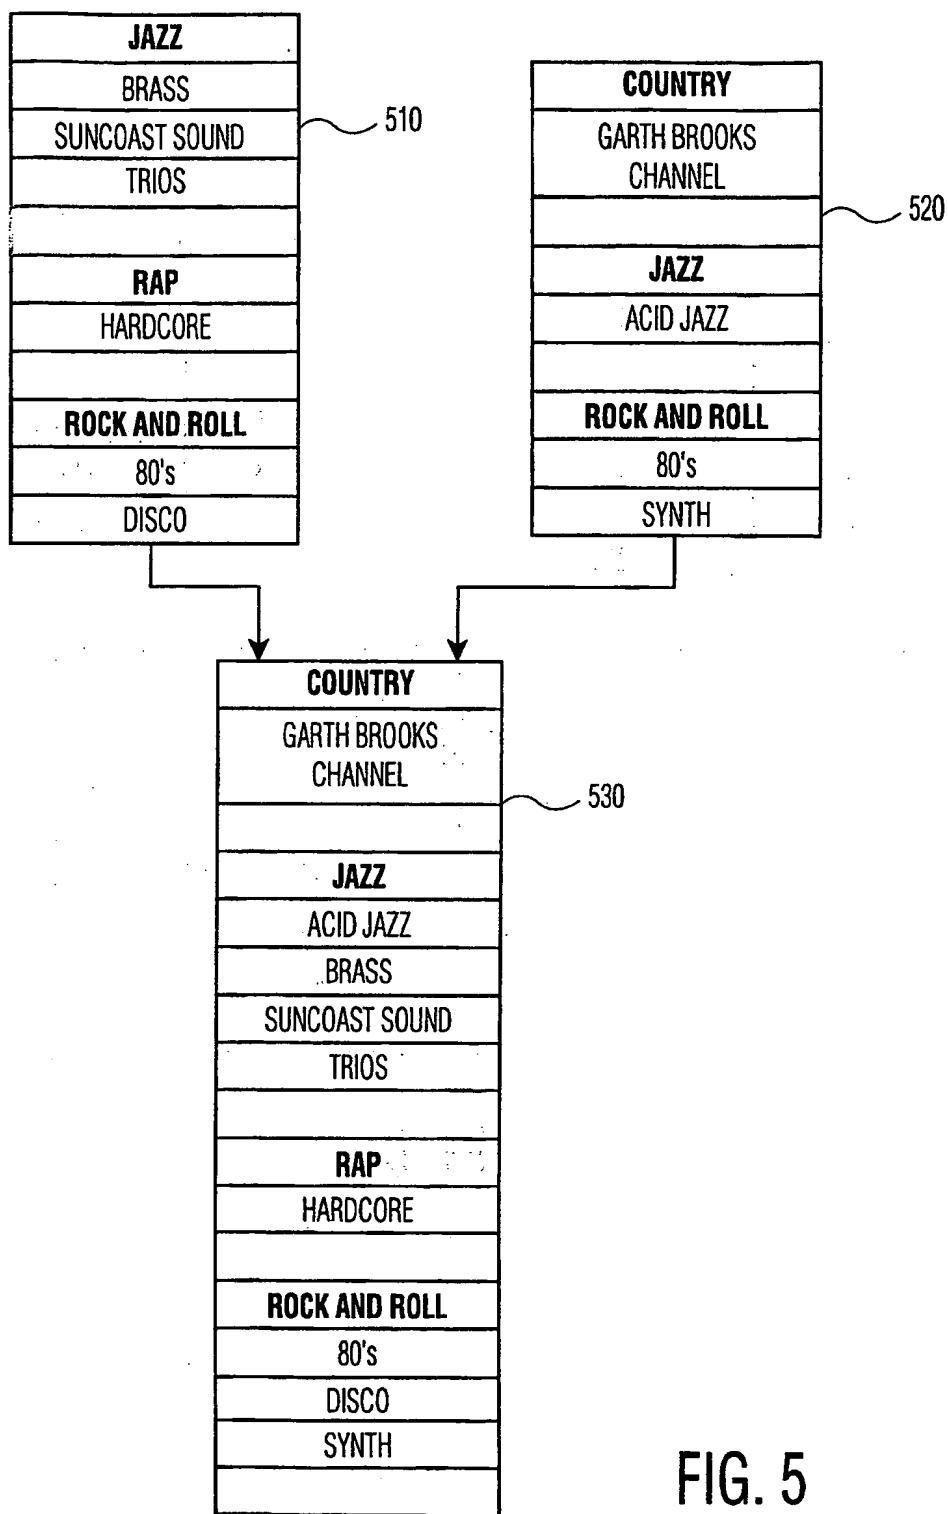 JAZZ
BRASS
SUNCOAST SOUND
TRIOS
RAP
HARDCORE
ROCK AND ROLL
80's
DISCO
510
COUNTRY
GARTH BROOKS
CHANNEL
JAZZ
ACID JAZZ
ROCK AND ROLL
80's
SYNTH
520
COUNTRY
GARTH BROOKS
CHANNEL
JAZZ
ACID JAZZ
BRASS
SUNCOAST SOUND
TRIOS
RAP
HARDCORE
ROCK AND ROLL
80's
DISCO
SYNTH
530
FIG. 5